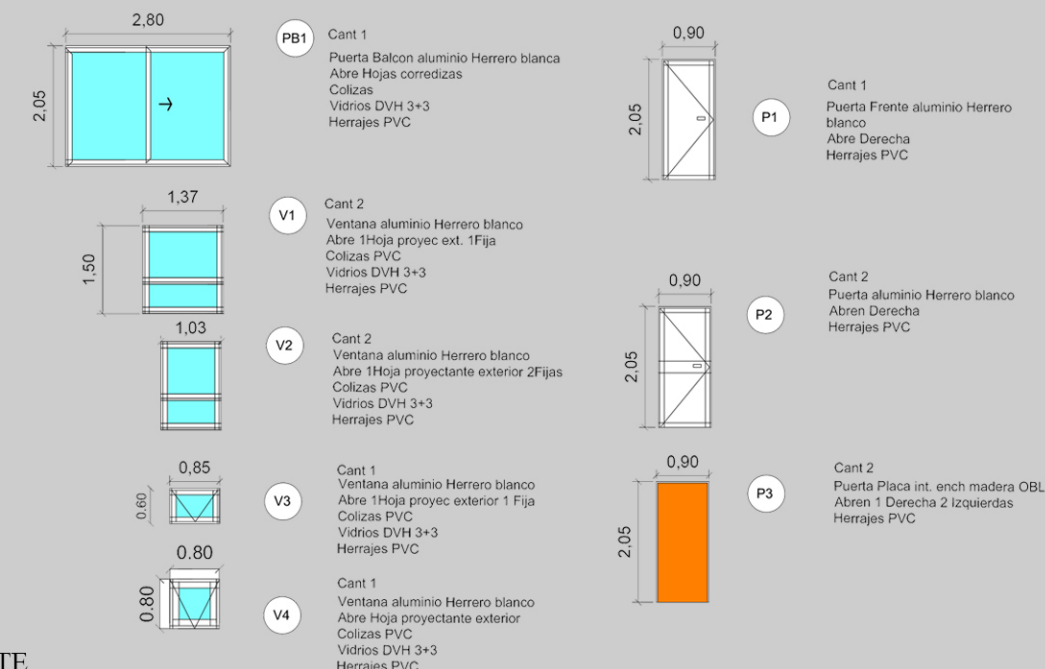 2,80
2,05
PB1
Cant 1
Puerta Balcon aluminio Herrero blanca
Abre Hojas corredizas
Colizas
Vidrios DVH 3+3
Herrajes PVC
1,37
1,50
V1
Cant 2
Ventana aluminio Herrero blanco
Abre 1Hoja proyec ext. 1Fija
Colizas PVC
Vidrios DVH 3+3
Herrajes PVC
1,03
V2
Cant 2
Ventana aluminio Herrero blanco
Abre 1Hoja proyectante exterior 2Fijas
Colizas PVC
Vidrios DVH 3+3
Herrajes PVC
0,85
0.60
V3
Cant 1
Ventana aluminio Herrero blanco
Abre 1Hoja proyec exterior 1 Fija
Colizas PVC
Vidrios DVH 3+3
Herrajes PVC
0.80
0.80
V4
Cant 1
Ventana aluminio Herrero blanco
Abre Hoja proyectante exterior
Colizas PVC
Vidrios DVH 3+3
Herrajes PVC
0,90
2,05
P1
Cant 1
Puerta Frente aluminio Herrero
blanco
Abre Derecha
Herrajes PVC
0,90
2,05
P2
Cant 2
Puerta aluminio Herrero blanco
Abren Derecha
Herrajes PVC
0,90
2,05
P3
Cant 2
Puerta Placa int. ench madera OBL
Abren 1 Derecha 2 Izquierdas
Herrajes PVC
TE